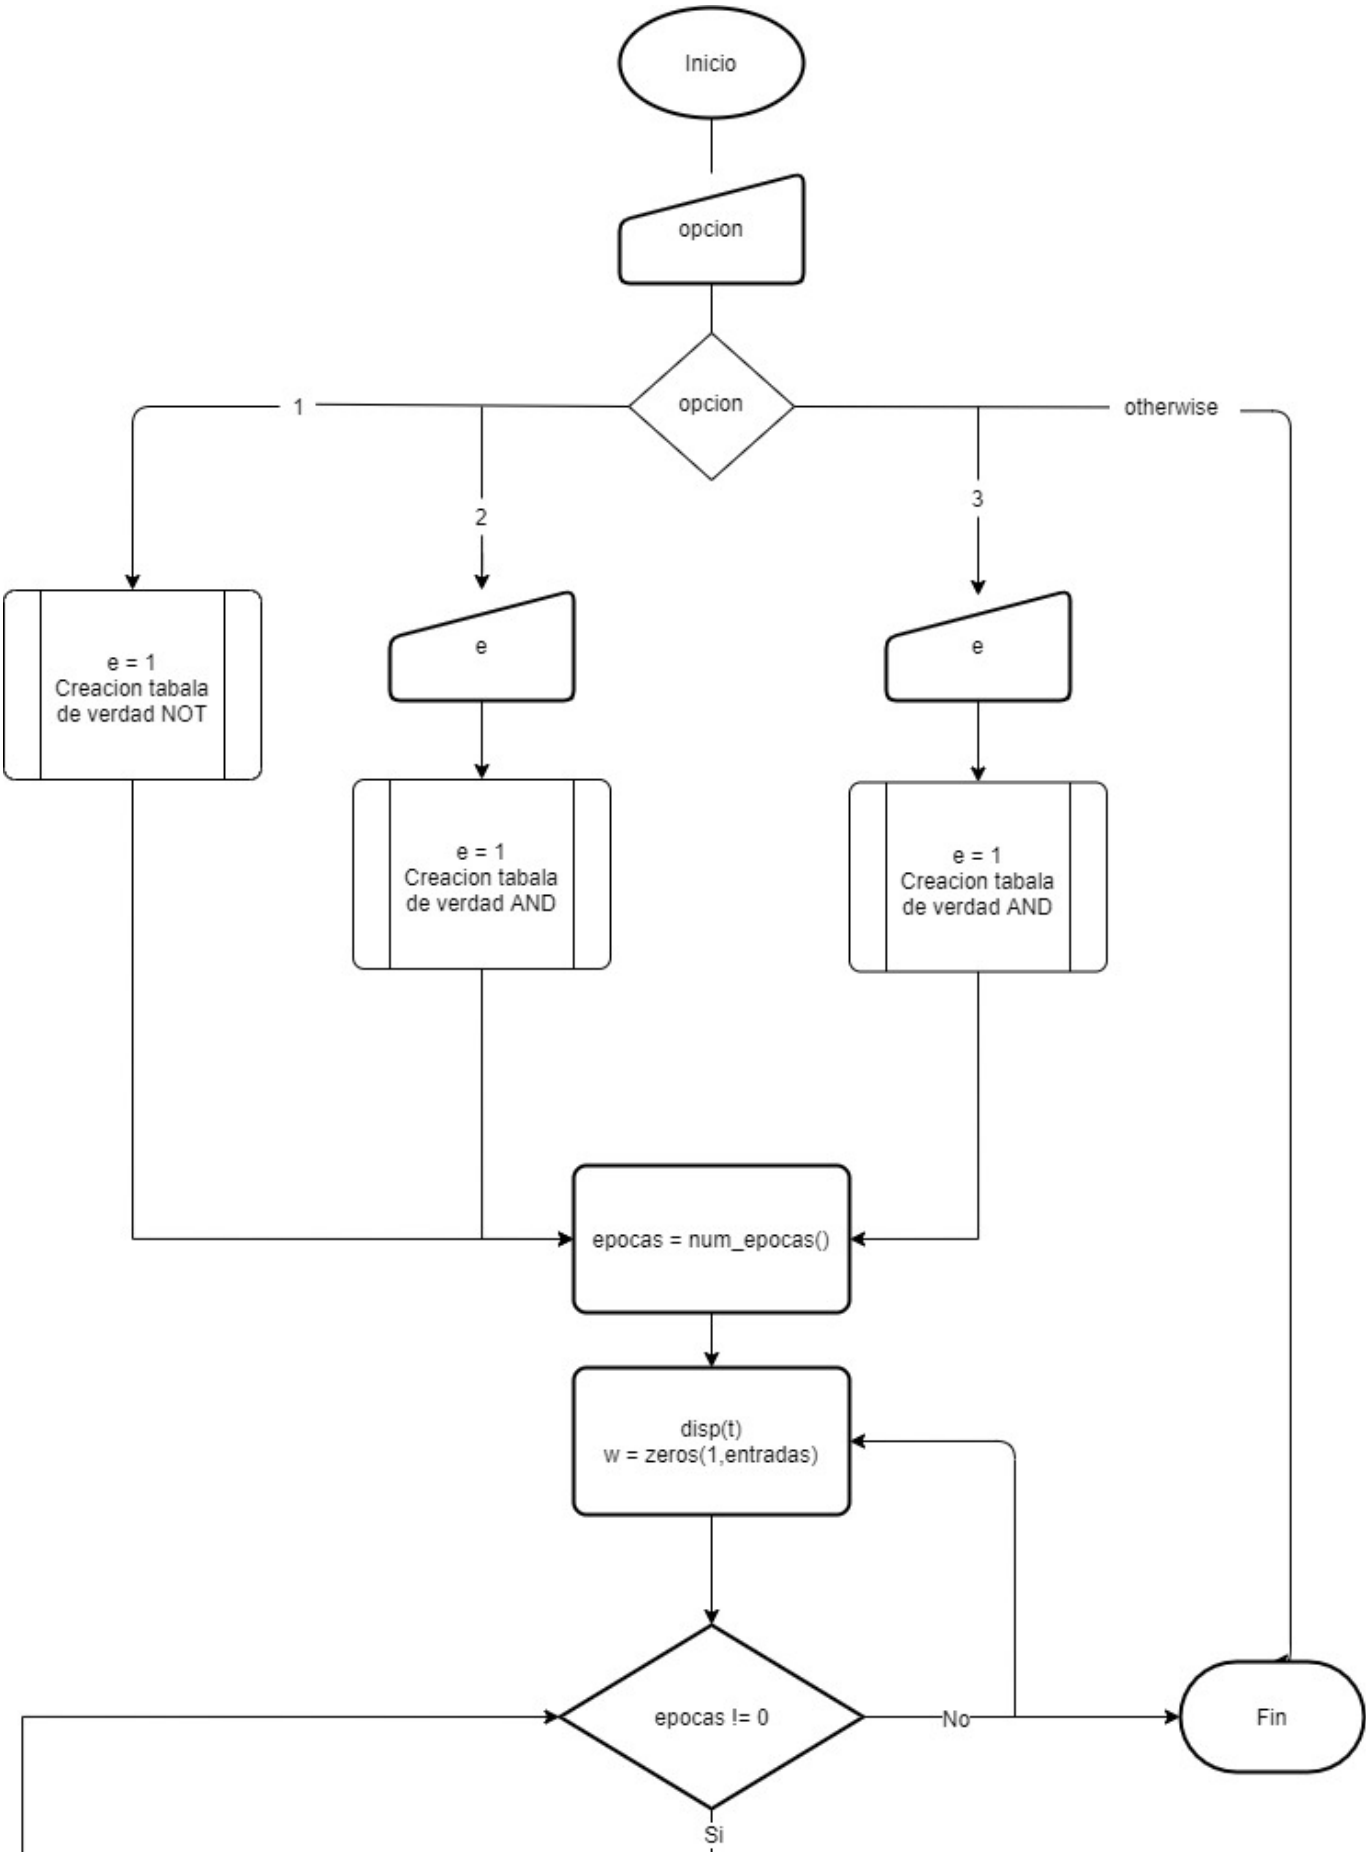 Inicio
opcion
opcion
1
otherwise
2
3
e = 1
Creacion tabala
de verdad NOT
e
e
e = 1
Creacion tabala
de verdad AND
e = 1
Creacion tabala
de verdad AND
epocas = num_epocas()
disp(t)
w = zeros(1,entradas)
epocas != 0
No
Fin
Si